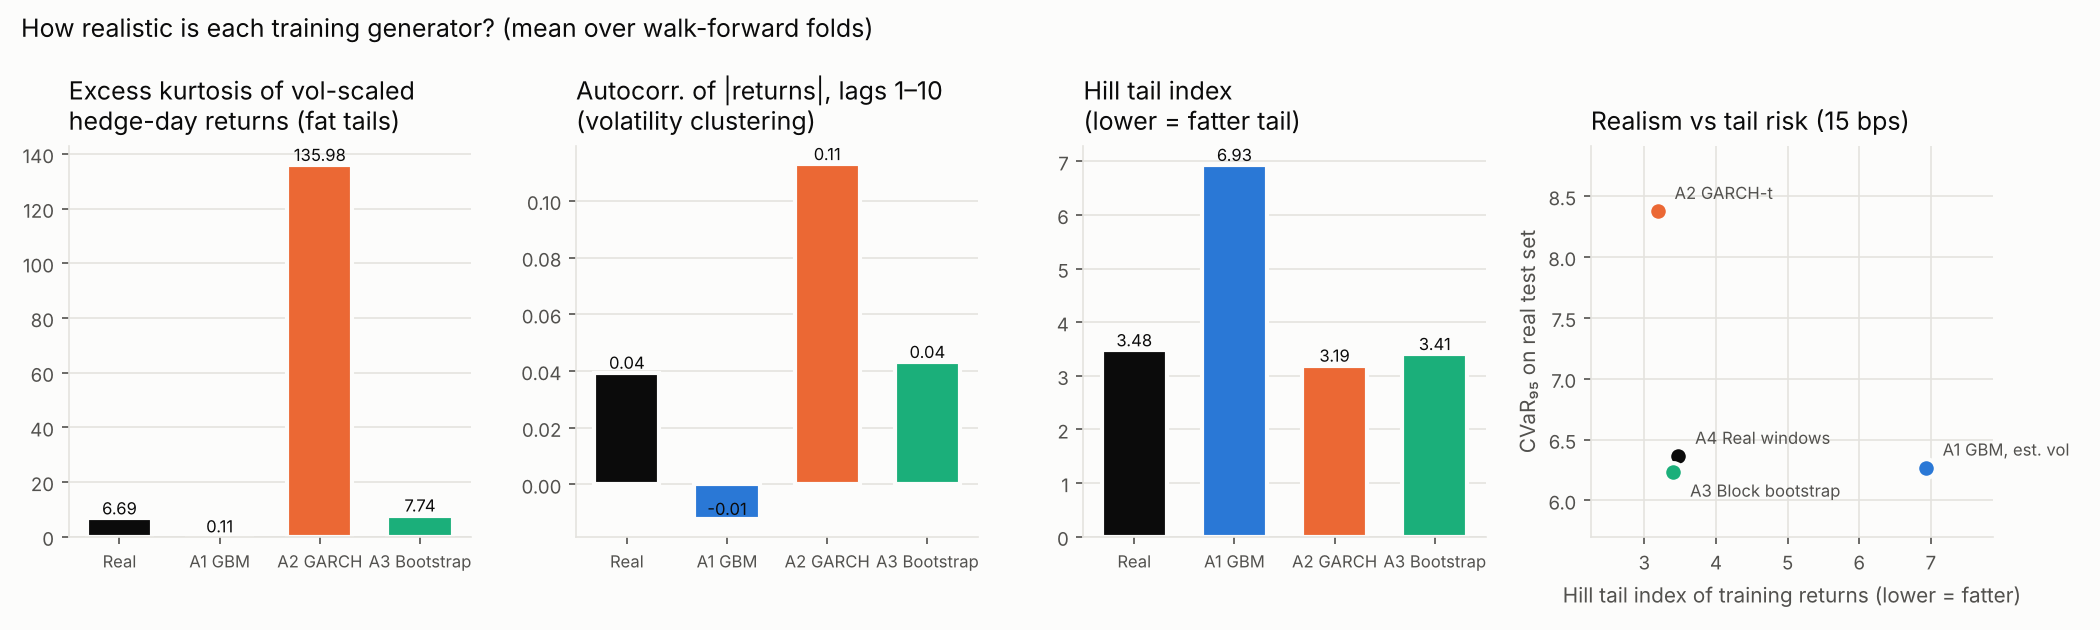 How realistic is each training generator? (mean over walk-forward folds)
Excess kurtosis of vol-scaled
hedge-day returns (fat tails)
140
120
100
80
60
40
20
0
6.69
0.11
135.98
7.74
Real
A1 GBM
A2 GARCH
A3 Bootstrap
Autocorr. of |returns|, lags 1–10
(volatility clustering)
0.10
0.08
0.06
0.04
0.02
0.00
0.04
-0.01
0.11
0.04
Real
A1 GBM
A2 GARCH
A3 Bootstrap
Hill tail index
(lower = fatter tail)
7
6
5
4
3
2
1
0
3.48
6.93
3.19
3.41
Real
A1 GBM
A2 GARCH
A3 Bootstrap
Realism vs tail risk (15 bps)
CVaR₉₅ on real test set
8.5
8.0
7.5
7.0
6.5
6.0
A2 GARCH-t
A4 Real windows
A1 GBM, est. vol
A3 Block bootstrap
3
4
5
6
7
Hill tail index of training returns (lower = fatter)